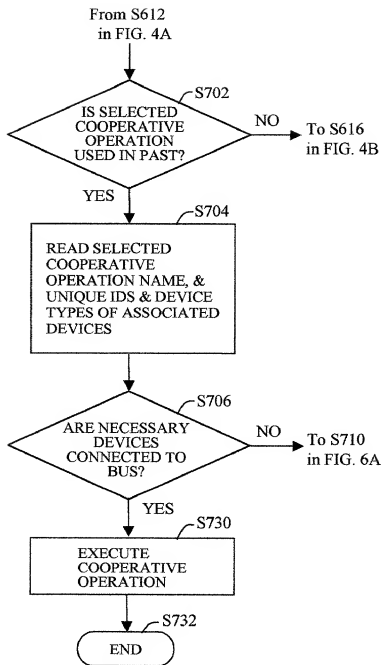 From S612
in FIG. 4A
S702
IS SELECTED
COOPERATIVE
OPERATION
USED IN PAST?
NO
To S616
in FIG. 4B
YES
S704
READ SELECTED
COOPERATIVE
OPERATION NAME, &
UNIQUE IDS & DEVICE
TYPES OF ASSOCIATED
DEVICES
S706
ARE NECESSARY
DEVICES
CONNECTED TO
BUS?
NO
To S710
in FIG. 6A
YES
S730
EXECUTE
COOPERATIVE
OPERATION
S732
END